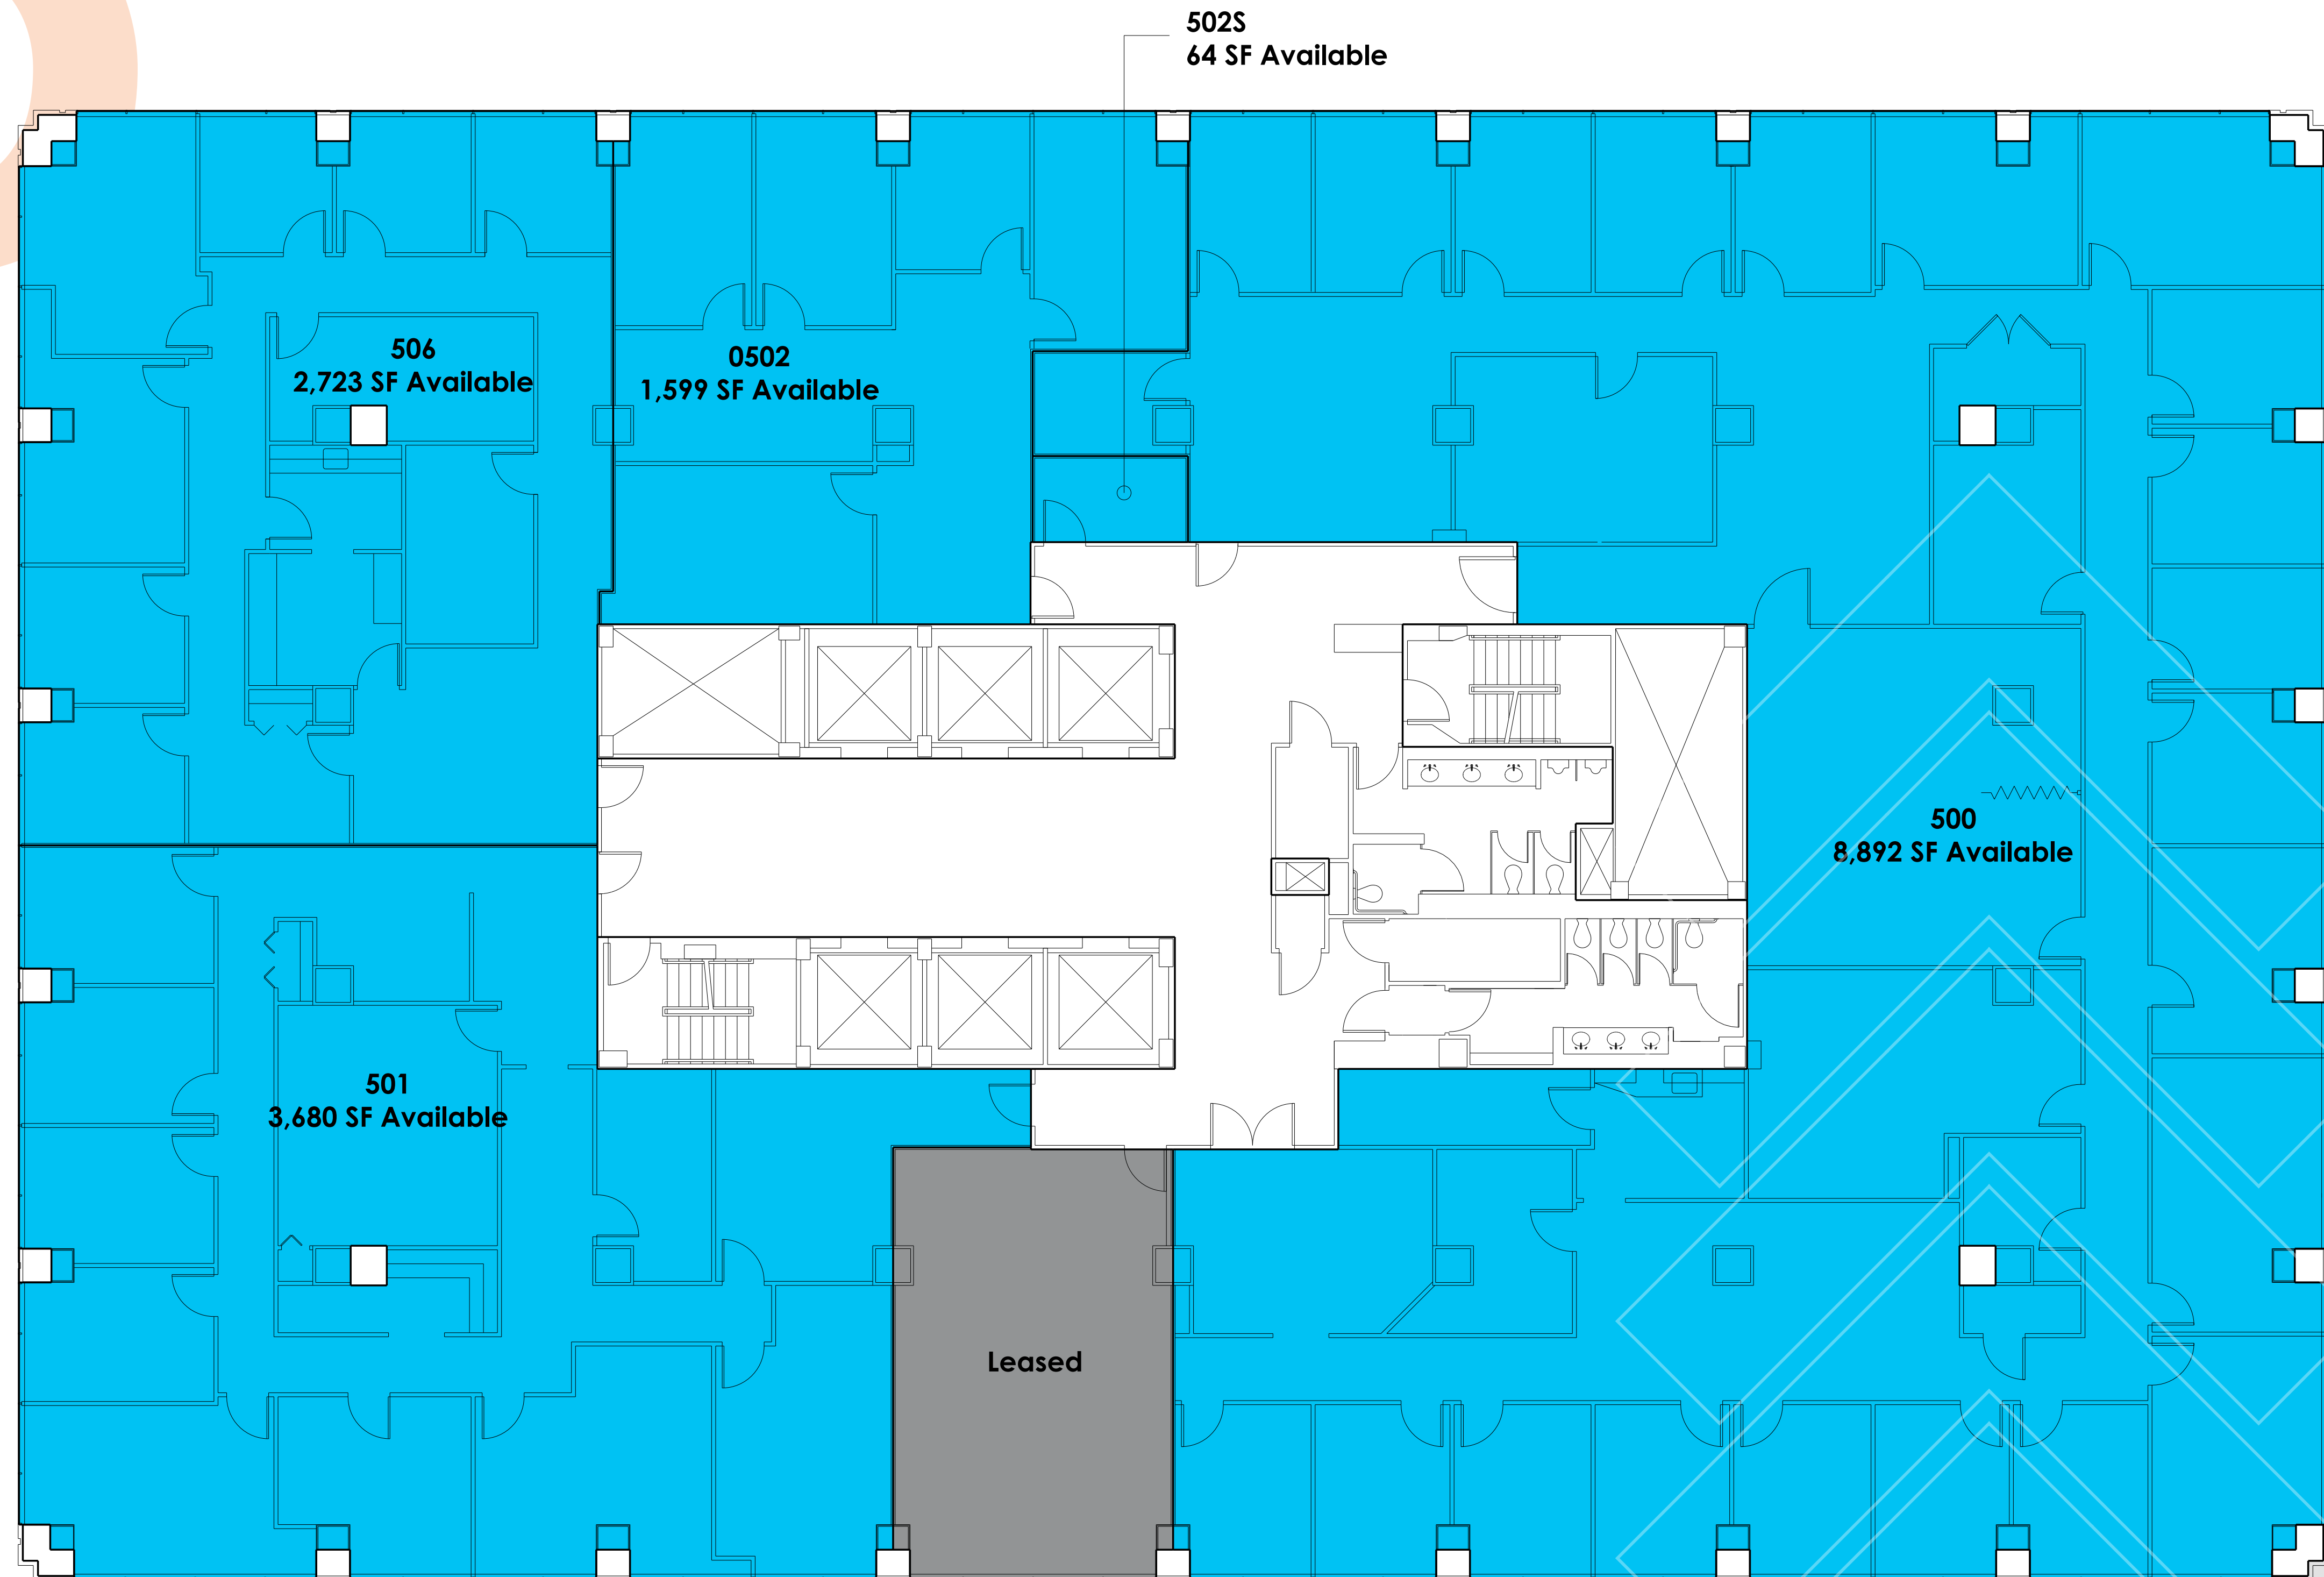 502S
64 SF Available
506
2,723 SF Available
0502
1,599 SF Available
500
8,892 SF Available
501
3,680 SF Available
Leased